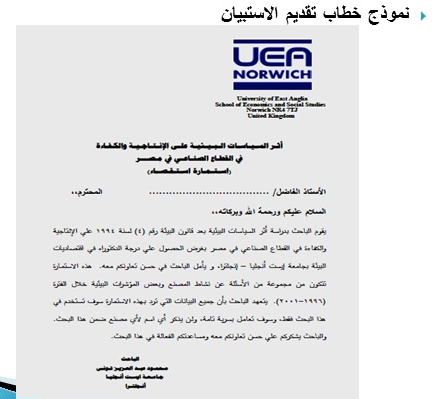 نموذج خطاب تقديم الاستبيان
UEA
NORWICH
University of East Anglia
School of Economics and Social Studies
Norwich NR4 7TJ
United Kingdom
أثر السياسات البيئية على الإنتاجية والكفاءة
في القطاع الصناعي في مصر
(استمارة استقصاء)
الأستاذ الفاضل/ .................................... المحترم،،
السلام عليكم ورحمة الله وبركاته،،
يقوم الباحث بدراسة أثر السياسات البيئية بعد قانون البيئة رقم (٤) لسنة ١٩٩٤ علي الإنتاجية
والكفاءة في القطاع الصناعي في مصر بغرض الحصول علي درجة الدكتوراه في اقتصاديات
البيئة بجامعة إيست أنجليا – إنجلترا، و يأمل الباحث في حسن تعاونكم معه. هذه الاستمارة
تتكون من مجموعة من الأسئلة عن نشاط المصنع وبعض المؤشرات البيئية خلال الفترة
(١٩٩٦-٢٠٠١). يتعهد الباحث بأن جميع البيانات التي ترد بهذه الاستمارة سوف تستخدم في
هذا البحث فقط، وسوف تعامل بسرية تامة، ولن يذكر أي اسم لأي مصنع ضمن هذا البحث.
والباحث يشكركم علي حسن تعاونكم معه ومساعدتكم الفعالة في هذا البحث.
الباحث
محمود عبد العزيز توني
جامعة ايست أنجليا
أنجلترا